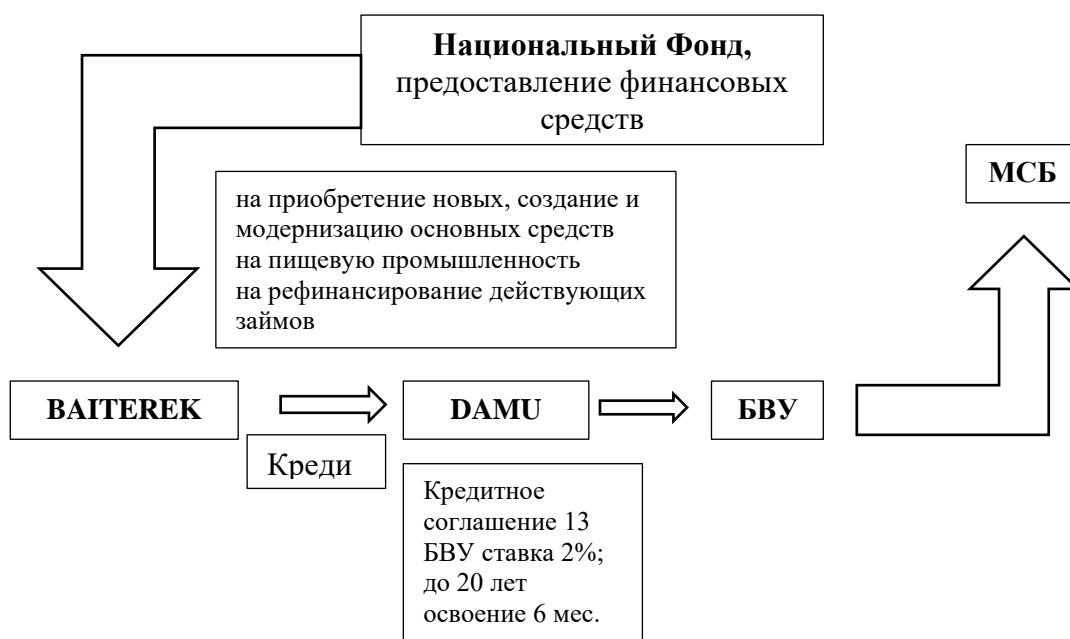 Национальный Фонд,
предоставление финансовых
средств
МСБ
на приобретение новых, создание и
модернизацию основных средств
на пищевую промышленность
на рефинансирование действующих
займов
BAITEREK
DAMU
БВУ
Креди
Кредитное
соглашение 13
БВУ ставка 2%;
до 20 лет
освоение 6 мес.